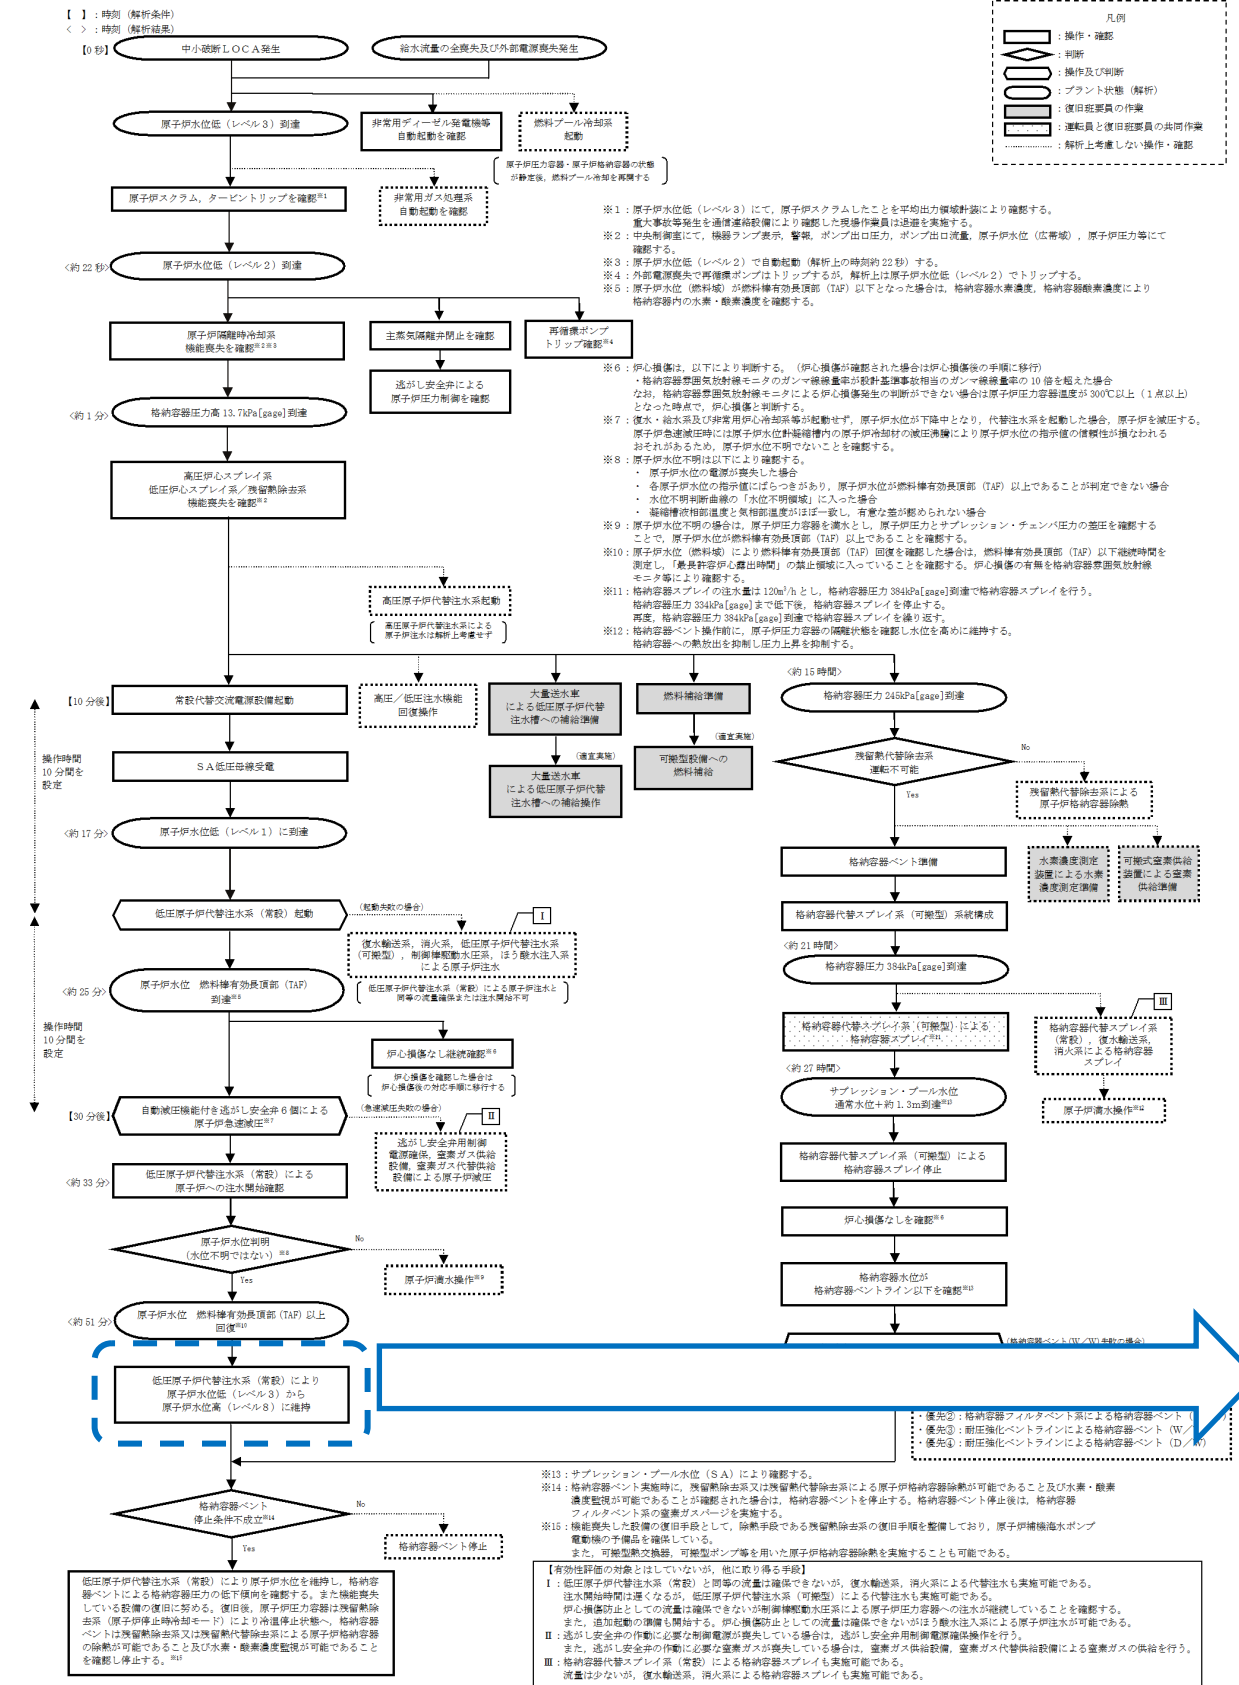 【　】：時刻（解析条件）
〈　〉：時刻（解析結果）
【0 秒】
中小破断ＬＯＣＡ発生
給水流量の全喪失及び外部電源喪失発生
凡例
：操作・確認
：判断
：操作及び判断
：プラント状態（解析）
：復旧班要員の作業
：運転員と復旧班要員の共同作業
：解析上考慮しない操作・確認
原子炉水位低（レベル３）到達
非常用ディーゼル発電機等
自動起動を確認
燃料プール冷却系
起動
原子炉圧力容器・原子炉格納容器の状態
が静定後，燃料プール冷却を再開する
原子炉スクラム，タービントリップを確認※1
非常用ガス処理系
自動起動を確認
〈約 22 秒〉
原子炉水位低（レベル２）到達
原子炉隔離時冷却系
機能喪失を確認※2※3
主蒸気隔離弁閉止を確認
再循環ポンプ
トリップ確認※4
逃がし安全弁による
原子炉圧力制御を確認
〈約 1 分〉
格納容器圧力高 13.7kPa[gage]到達
高圧炉心スプレイ系
低圧炉心スプレイ系／残留熱除去系
機能喪失を確認※2
※１：原子炉水位低（レベル３）にて，原子炉スクラムしたことを平均出力領域計装により確認する。
重大事故等発生を通信連絡設備により確認した現場作業員は退避を実施する。
※２：中央制御室にて，機器ランプ表示，警報，ポンプ出口圧力，ポンプ出口流量，原子炉水位（広帯域），原子炉圧力等にて
確認する。
※３：原子炉水位低（レベル２）で自動起動（解析上の時刻約 22 秒）する。
※４：外部電源喪失で再循環ポンプはトリップするが，解析上は原子炉水位低（レベル２）でトリップする。
※５：原子炉水位（燃料域）が燃料棒有効長頂部（TAF）以下となった場合は，格納容器水素濃度，格納容器酸素濃度により
格納容器内の水素・酸素濃度を確認する。
※６：炉心損傷は，以下により判断する。（炉心損傷が確認された場合は炉心損傷後の手順に移行）
・格納容器雰囲気放射線モニタのガンマ線線量率が設計基準事故相当のガンマ線線量率の 10 倍を超えた場合
なお，格納容器雰囲気放射線モニタによる炉心損傷発生の判断ができない場合は原子炉圧力容器温度が 300℃以上（１点以上）
となった時点で，炉心損傷と判断する。
※７：復水・給水系及び非常用炉心冷却系等が起動せず，原子炉水位が下降中となり，代替注水系を起動した場合，原子炉を減圧する。
原子炉急速減圧時には原子炉水位計凝縮槽内の原子炉冷却材の減圧沸騰により原子炉水位の指示値の信頼性が損なわれる
おそれがあるため，原子炉水位不明でないことを確認する。
※８：原子炉水位不明は以下により確認する。
・ 原子炉水位の電源が喪失した場合
・ 各原子炉水位の指示値にばらつきがあり，原子炉水位が燃料棒有効長頂部（TAF）以上であることが判定できない場合
・ 水位不明判断曲線の「水位不明領域」に入った場合
・ 凝縮槽液相部温度と気相部温度がほぼ一致し，有意な差が認められない場合
※９：原子炉水位不明の場合は，原子炉圧力容器を満水とし，原子炉圧力とサプレッション・チェンバ圧力の差圧を確認する
ことで，原子炉水位が燃料棒有効長頂部（TAF）以上であることを確認する。
※10：原子炉水位（燃料域）により燃料棒有効長頂部（TAF）回復を確認した場合は，燃料棒有効長頂部（TAF）以下継続時間を
測定し，「最長許容炉心露出時間」の禁止領域に入っていることを確認する。炉心損傷の有無を格納容器雰囲気放射線
モニタ等により確認する。
※11：格納容器スプレイの注水量は 120m³/h とし，格納容器圧力 384kPa[gage]到達で格納容器スプレイを行う。
格納容器圧力 334kPa[gage]まで低下後，格納容器スプレイを停止する。
再度，格納容器圧力 384kPa[gage]到達で格納容器スプレイを繰り返す。
※12：格納容器ベント操作前に，原子炉圧力容器の隔離状態を確認し水位を高めに維持する。
格納容器への熱放出を抑制し圧力上昇を抑制する。
高圧原子炉代替注水系起動
高圧原子炉代替注水系による
原子炉注水は解析上考慮せず
【10 分後】
常設代替交流電源設備起動
高圧／低圧注水機能
回復操作
大量送水車
による低圧原子炉代替
注水槽への補給準備
燃料補給準備
〈約 15 時間〉
格納容器圧力 245kPa[gage]到達
操作時間
10 分間を
設定
ＳＡ低圧母線受電
（適宜実施）
大量送水車
による低圧原子炉代替
注水槽への補給操作
（適宜実施）
可搬型設備への
燃料補給
残留熱代替除去系
運転不可能
No
Yes
残留熱代替除去系による
原子炉格納容器除熱
〈約 17 分〉
原子炉水位低（レベル１）に到達
格納容器ベント準備
水素濃度測定
装置による水素
濃度測定準備
可搬式窒素供給
装置による窒素
供給準備
低圧原子炉代替注水系（常設）起動
（起動失敗の場合）
Ⅰ
復水輸送系，消火系，低圧原子炉代替注水系
（可搬型），制御棒駆動水圧系，ほう酸水注入系
による原子炉注水
低圧原子炉代替注水系（常設）による原子炉注水と
同等の流量確保または注水開始不可
格納容器代替スプレイ系（可搬型）系統構成
〈約 21 時間〉
格納容器圧力 384kPa[gage]到達
〈約 25 分〉
原子炉水位　燃料棒有効長頂部（TAF）
到達※5
操作時間
10 分間を
設定
炉心損傷なし継続確認※6
炉心損傷を確認した場合は
炉心損傷後の対応手順に移行する
格納容器代替スプレイ系（可搬型）による
格納容器スプレイ※11
Ⅲ
格納容器代替スプレイ系
（常設），復水輸送系，
消火系による格納容器
スプレイ
〈約 27 時間〉
サプレッション・プール水位
通常水位＋約 1.3m到達※13
原子炉満水操作※12
【30 分後】
自動減圧機能付き逃がし安全弁６個による
原子炉急速減圧※7
（急速減圧失敗の場合）
Ⅱ
逃がし安全弁用制御
電源確保，窒素ガス供給
設備，窒素ガス代替供給
設備による原子炉減圧
格納容器代替スプレイ系（可搬型）による
格納容器スプレイ停止
〈約 33 分〉
低圧原子炉代替注水系（常設）による
原子炉への注水開始確認
炉心損傷なしを確認※6
原子炉水位判明
（水位不明ではない）※8
No
Yes
原子炉満水操作※9
格納容器水位が
格納容器ベントライン以下を確認※13
〈約 51 分〉
原子炉水位　燃料棒有効長頂部（TAF）以上
回復※10
（格納容器ベント（W／W）失敗の場合）
低圧原子炉代替注水系（常設）により
原子炉水位低（レベル３）から
原子炉水位高（レベル８）に維持
・優先②：格納容器フィルタベント系による格納容器ベント（
・優先③：耐圧強化ベントラインによる格納容器ベント（W／
・優先④：耐圧強化ベントラインによる格納容器ベント（D／W）
格納容器ベント
停止条件不成立※14
No
Yes
格納容器ベント停止
※13：サプレッション・プール水位（ＳＡ）により確認する。
※14：格納容器ベント実施時に，残留熱除去系又は残留熱代替除去系による原子炉格納容器除熱が可能であること及び水素・酸素
濃度監視が可能であることが確認された場合は，格納容器ベントを停止する。格納容器ベント停止後は，格納容器
フィルタベント系の窒素ガスパージを実施する。
※15：機能喪失した設備の復旧手段として，除熱手段である残留熱除去系の復旧手順を整備しており，原子炉補機海水ポンプ
電動機の予備品を確保している。
また，可搬型熱交換器，可搬型ポンプ等を用いた原子炉格納容器除熱を実施することも可能である。
低圧原子炉代替注水系（常設）により原子炉水位を維持し，格納容
器ベントによる格納容器圧力の低下傾向を確認する。また機能喪失
している設備の復旧に努める。復旧後，原子炉圧力容器は残留熱除
去系（原子炉停止時冷却モード）により冷温停止状態へ，格納容器
ベントは残留熱除去系又は残留熱代替除去系による原子炉格納容器
の除熱が可能であること及び水素・酸素濃度監視が可能であること
を確認し停止する。※15
【有効性評価の対象とはしていないが，他に取り得る手段】
Ⅰ：低圧原子炉代替注水系（常設）と同等の流量は確保できないが，復水輸送系，消火系による代替注水も実施可能である。
注水開始時間は遅くなるが，低圧原子炉代替注水系（可搬型）による代替注水も実施可能である。
炉心損傷防止としての流量は確保できないが制御棒駆動水圧系による原子炉圧力容器への注水が継続していることを確認する。
また，追加起動の準備も開始する。炉心損傷防止としての流量は確保できないがほう酸水注入系による原子炉注水が可能である。
Ⅱ：逃がし安全弁の作動に必要な制御電源が喪失している場合は，逃がし安全弁用制御電源確保操作を行う。
また，逃がし安全弁の作動に必要な窒素ガスが喪失している場合は，窒素ガス供給設備，窒素ガス代替供給設備による窒素ガスの供給を行う。
Ⅲ：格納容器代替スプレイ系（常設）による格納容器スプレイも実施可能である。
流量は少ないが，復水輸送系，消火系による格納容器スプレイも実施可能である。